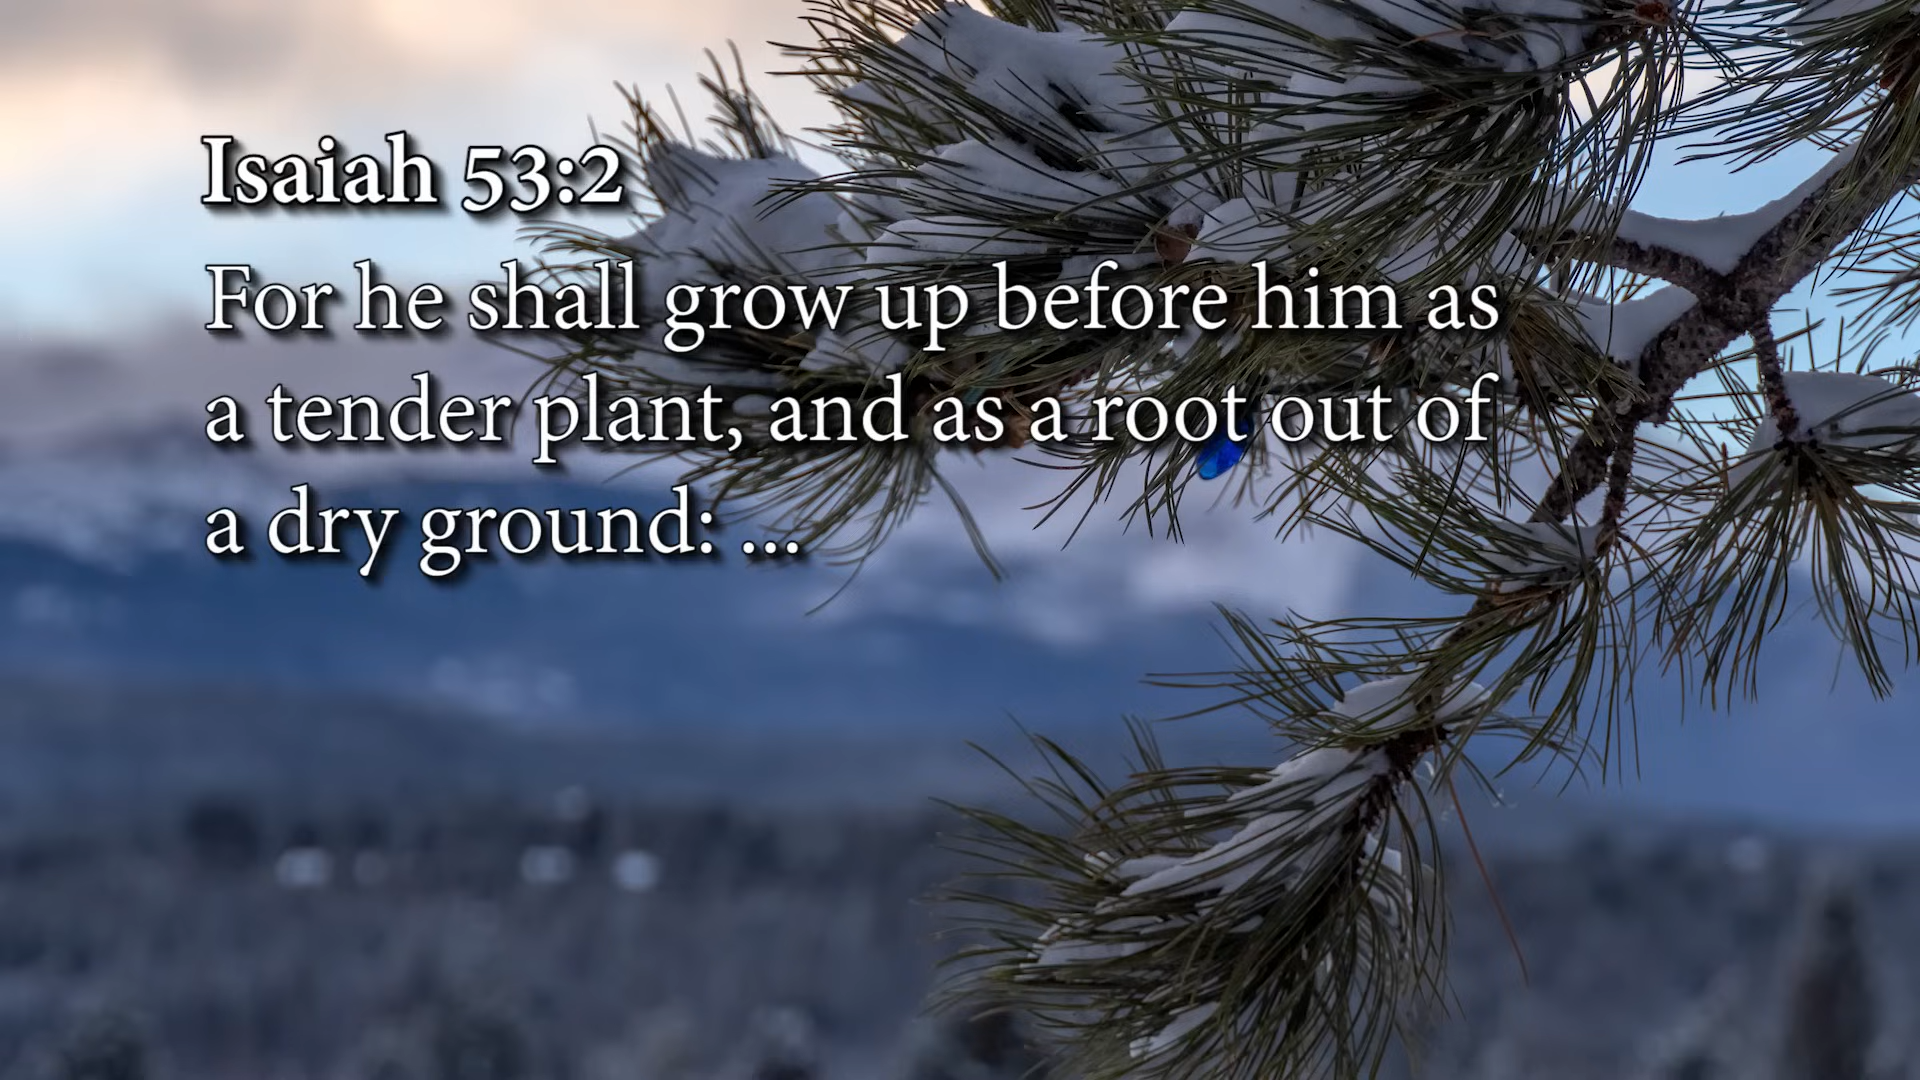 Isaiah 53:2
For he shall grow up before him as
a tender plant, and as a root out of
a dry ground: ...